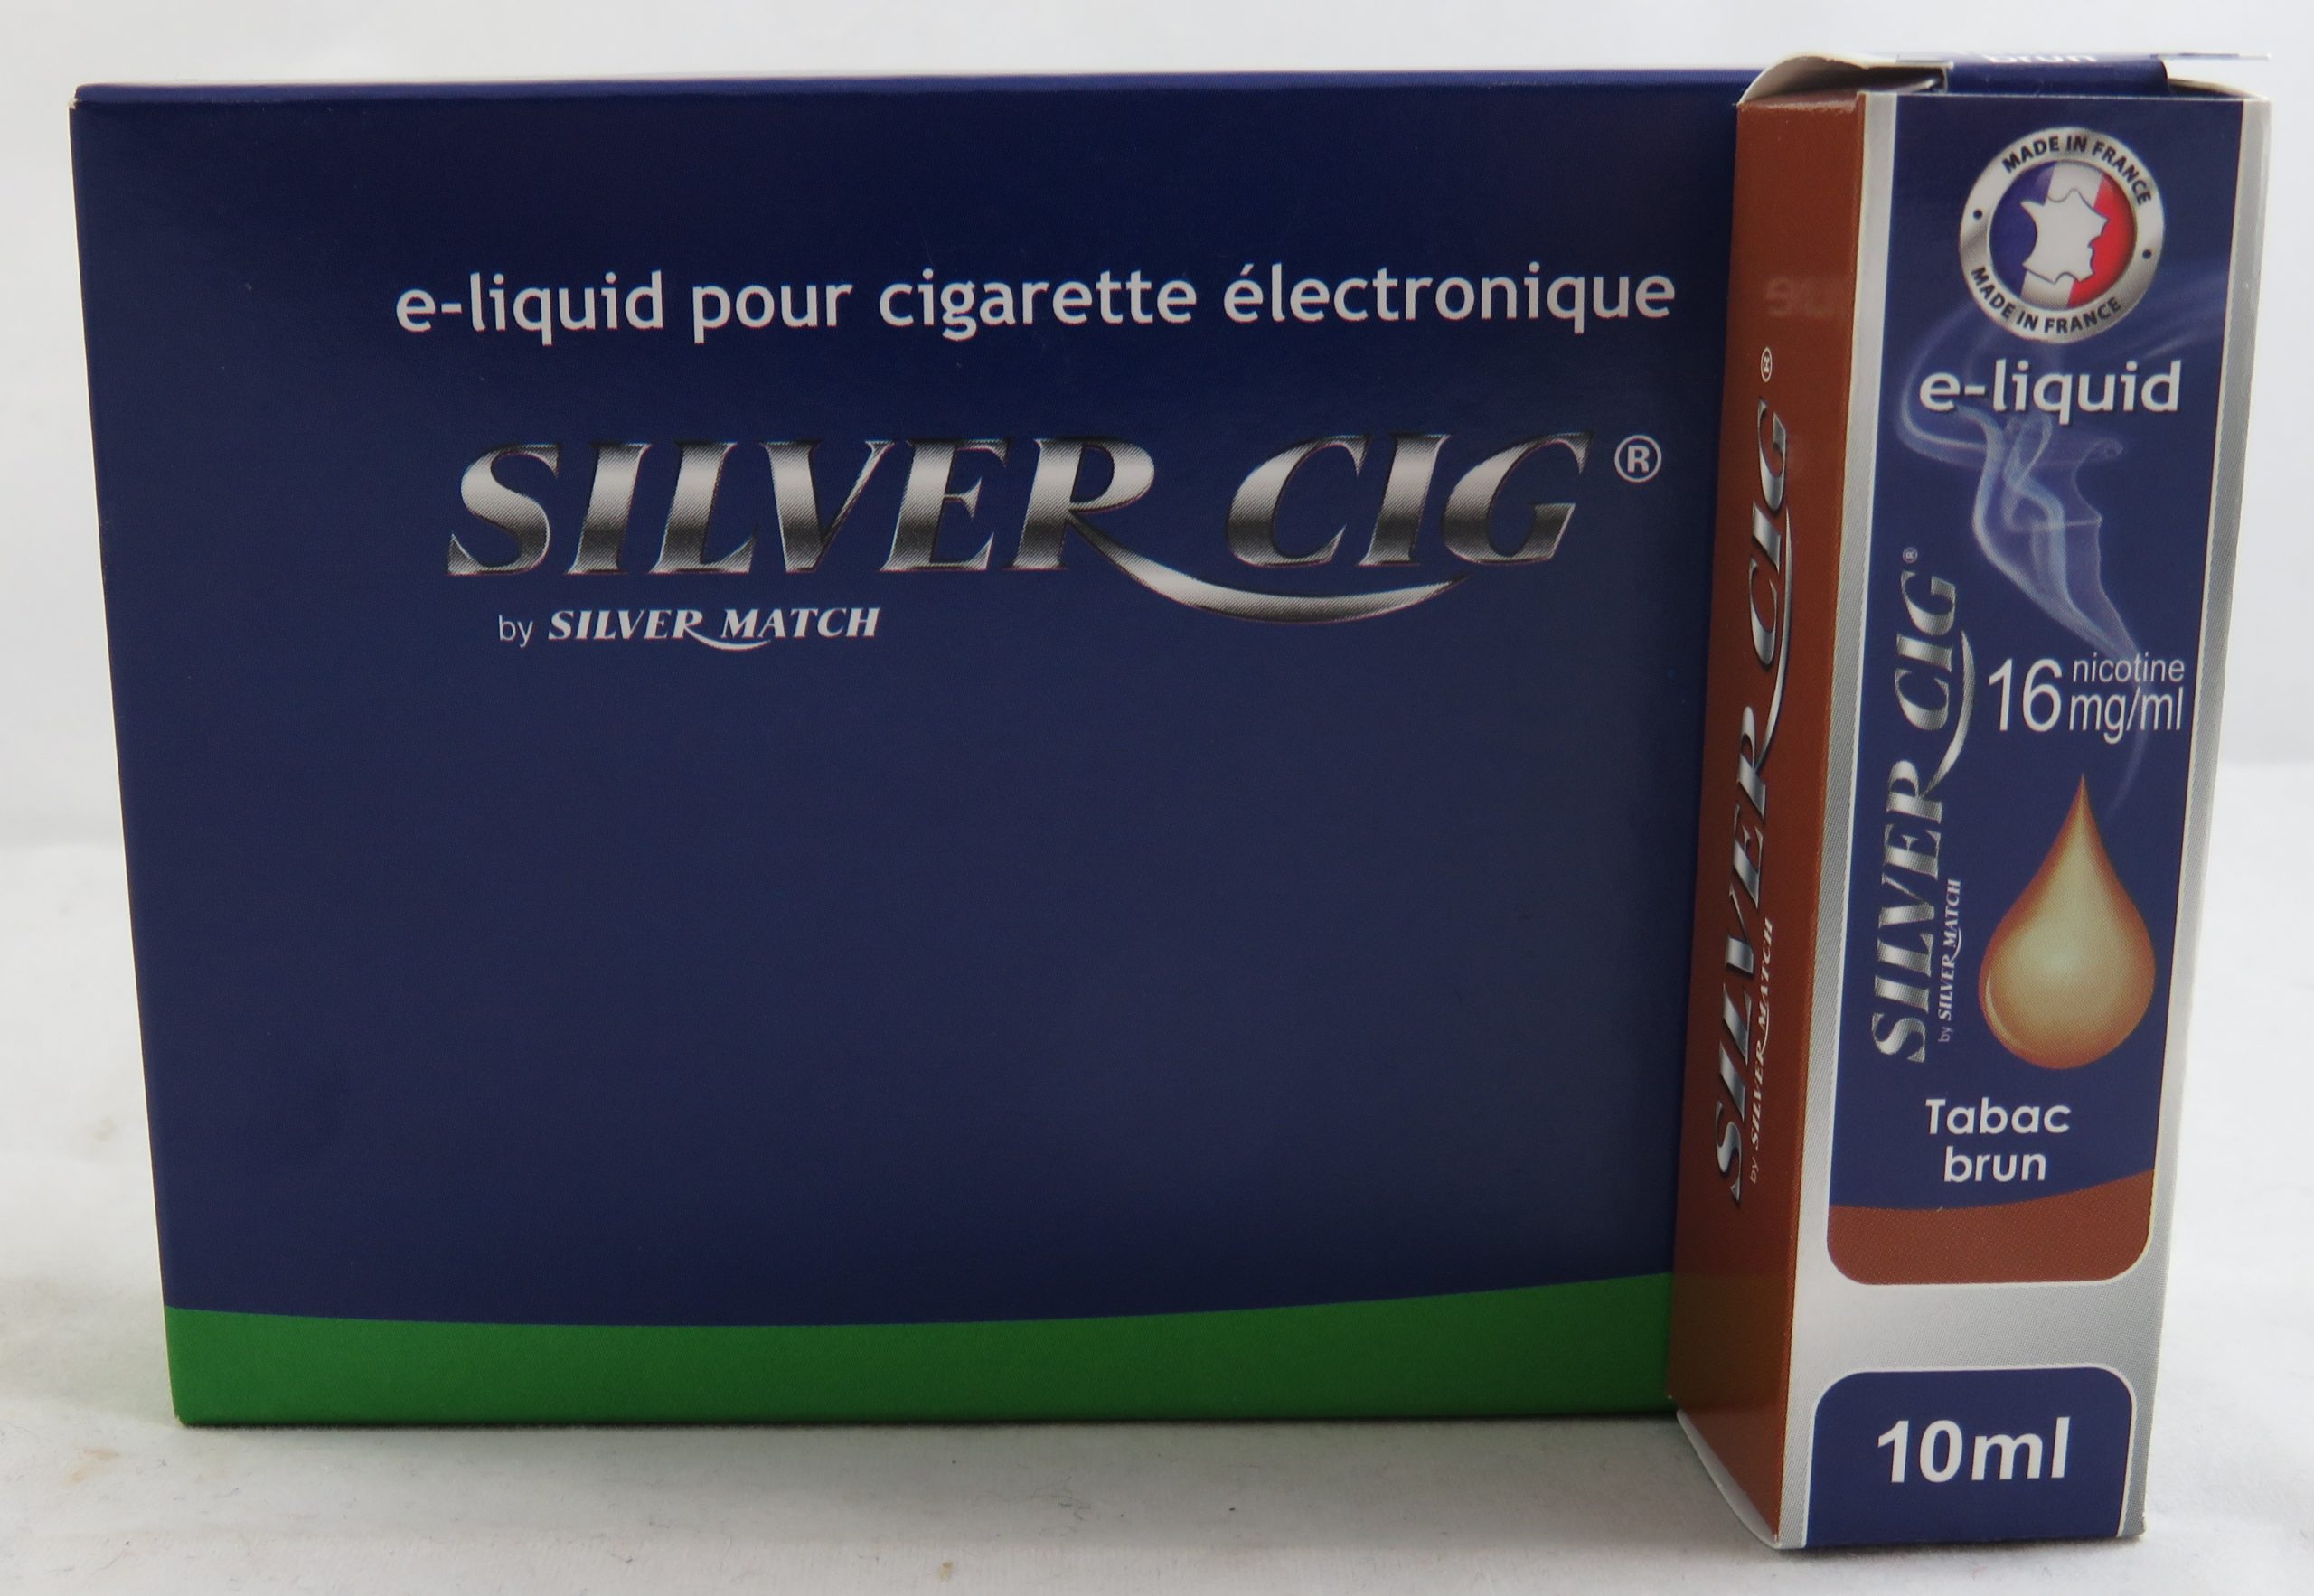 e-liquid pour cigarette électronique
SILVER CIG®
by SILVER MATCH
SILVER CIG®
by SILVER MATCH
brun
MADE IN FRANCE
MADE IN FRANCE
e-liquid
SILVER CIG®
by SILVER MATCH
16 nicotine
mg/ml
Tabac
brun
10ml